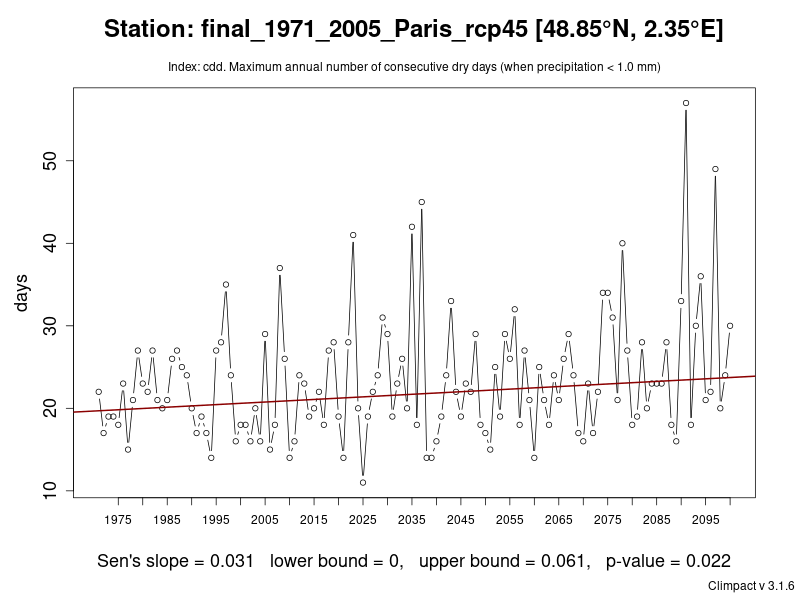 Station: final_1971_2005_Paris_rcp45 [48.85°N, 2.35°E]
Index: cdd. Maximum annual number of consecutive dry days (when precipitation < 1.0 mm)
50
40
30
20
10
days
1975 1985 1995 2005 2015 2025 2035 2045 2055 2065 2075 2085 2095
Sen's slope = 0.031 lower bound = 0, upper bound = 0.061, p-value = 0.022
Climpact v 3.1.6